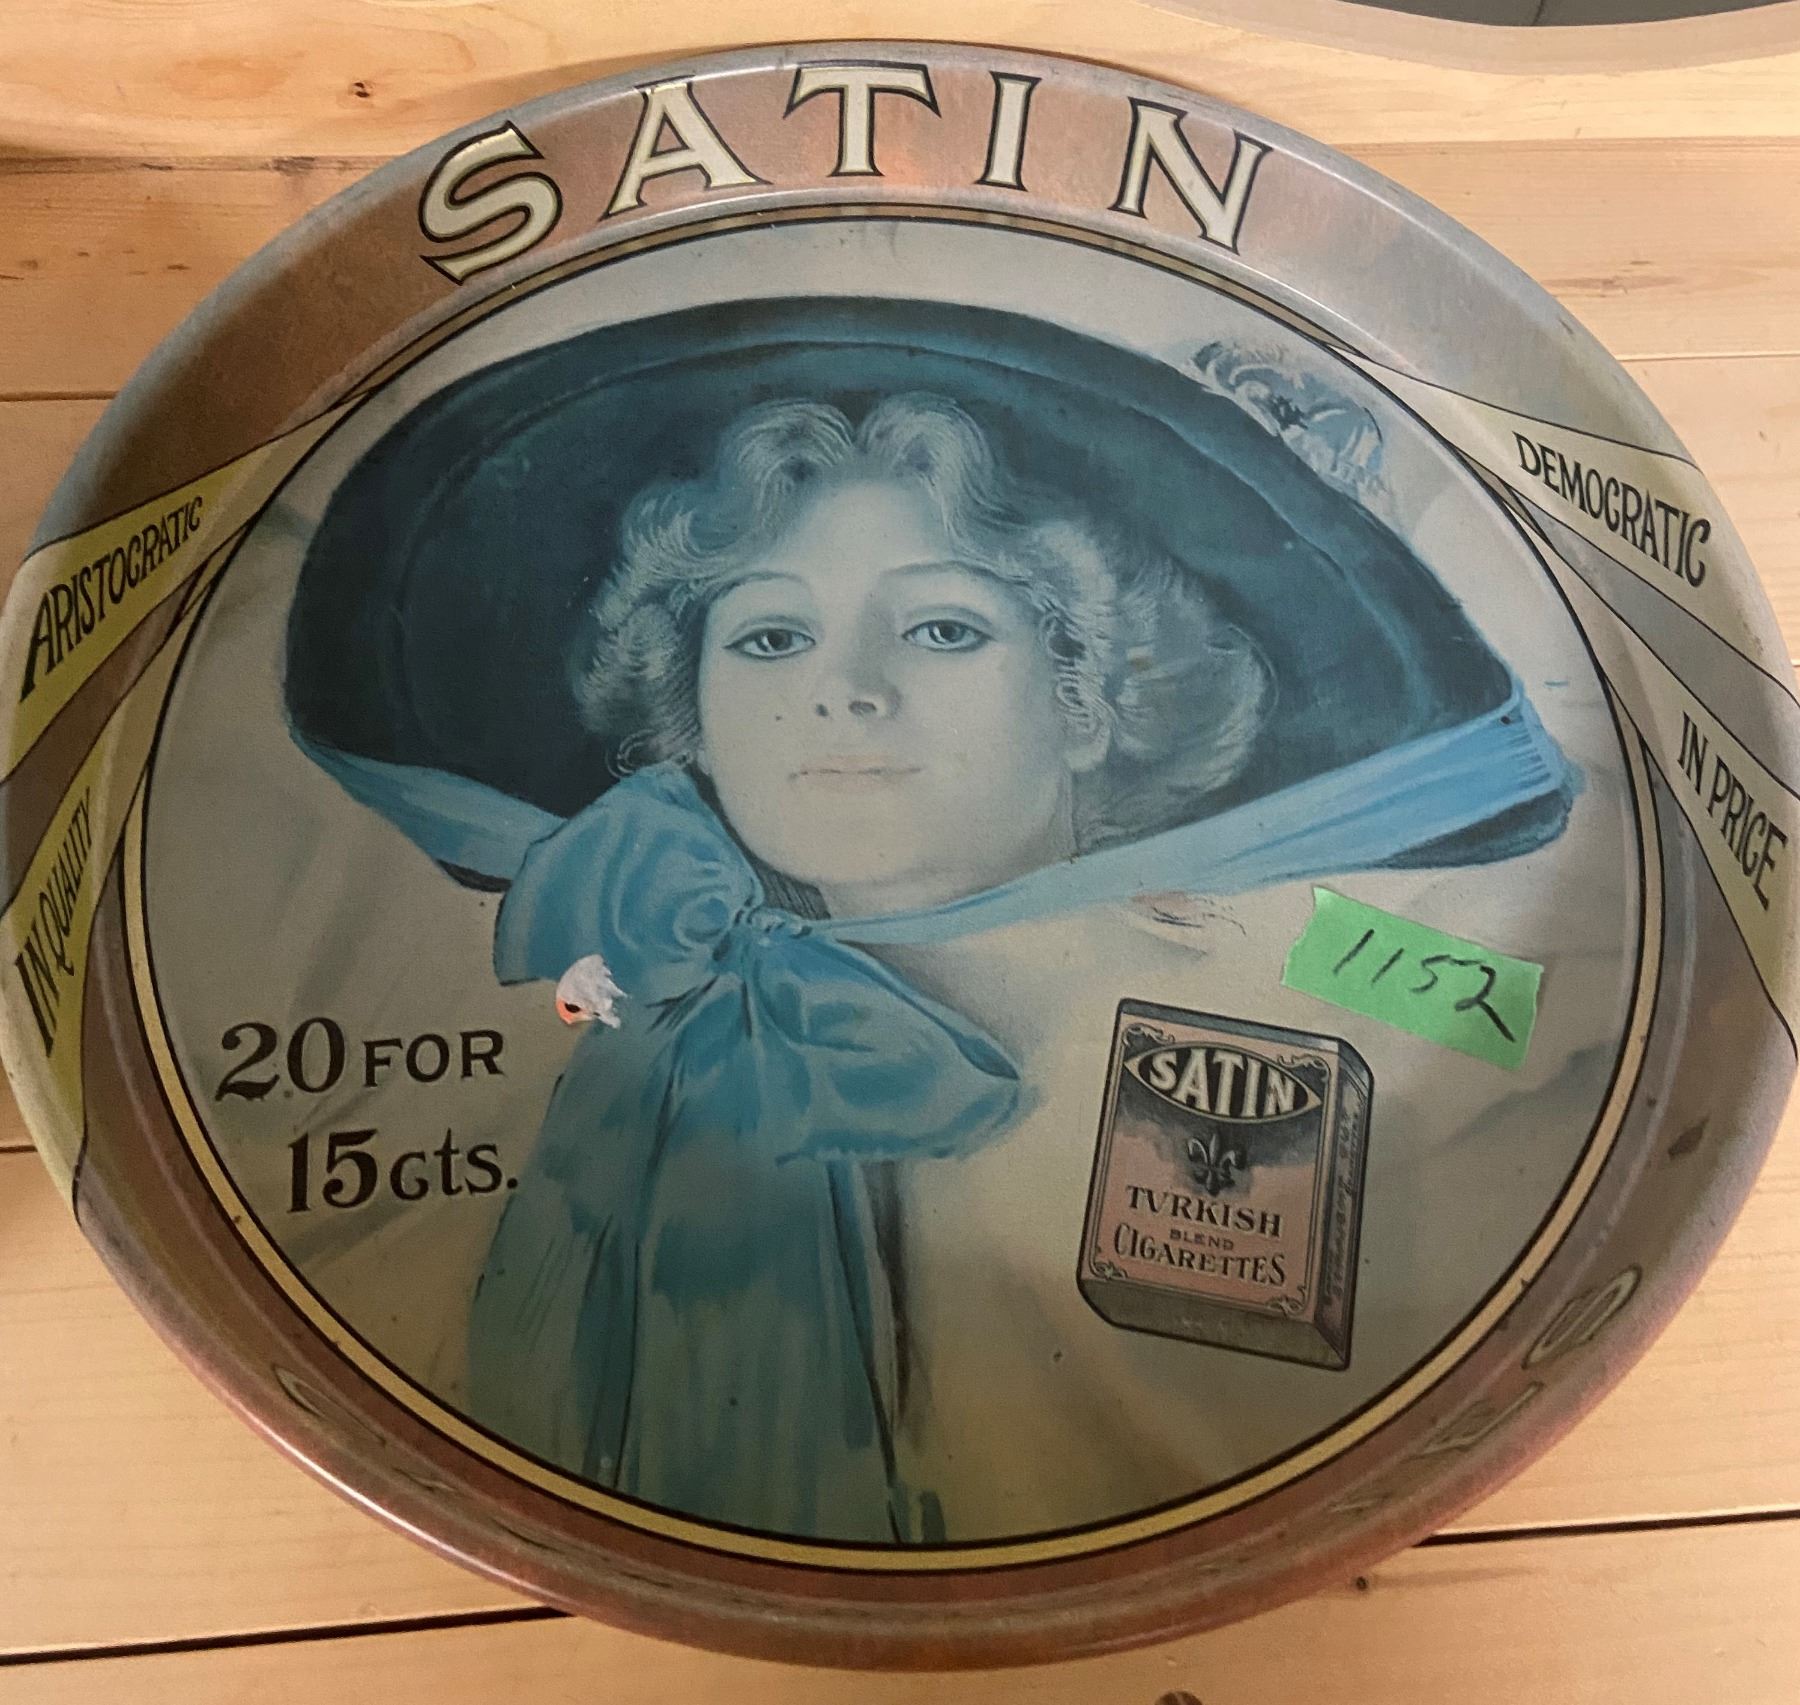 SATIN
ARISTOCRATIC
IN QUALITY
DEMOCRATIC
IN PRICE
20 FOR
15 cts.
1152
SATIN
TVRKISH
BLEND
CIGARETTES